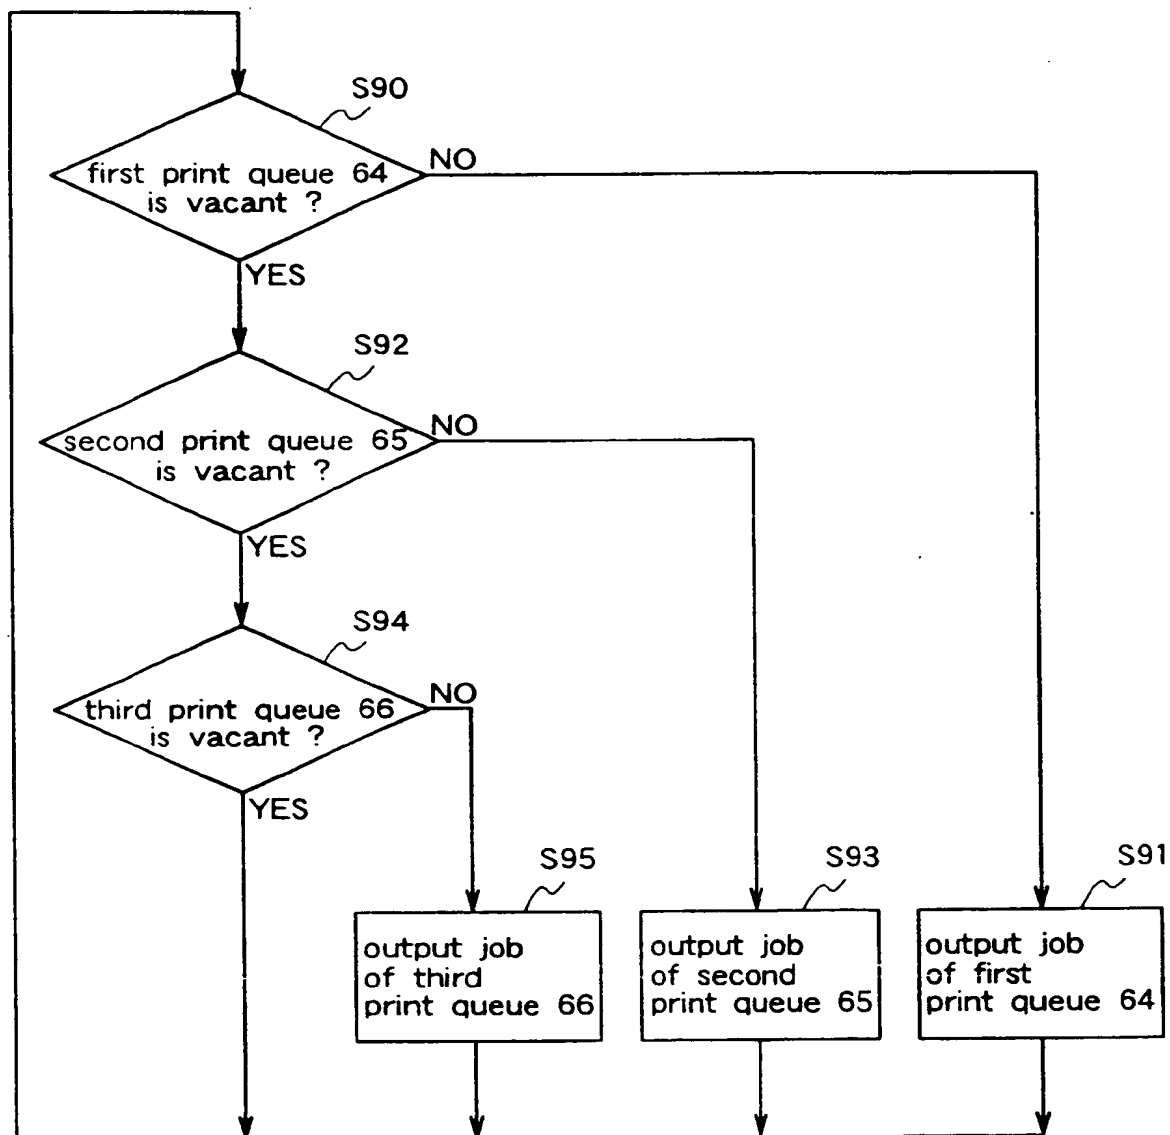 S90
first print queue 64
is vacant ?
NO
YES
S92
second print queue 65
is vacant ?
NO
YES
S94
third print queue 66
is vacant ?
NO
YES
S95
output job
of third
print queue 66
S93
output job
of second
print queue 65
S91
output job
of first
print queue 64